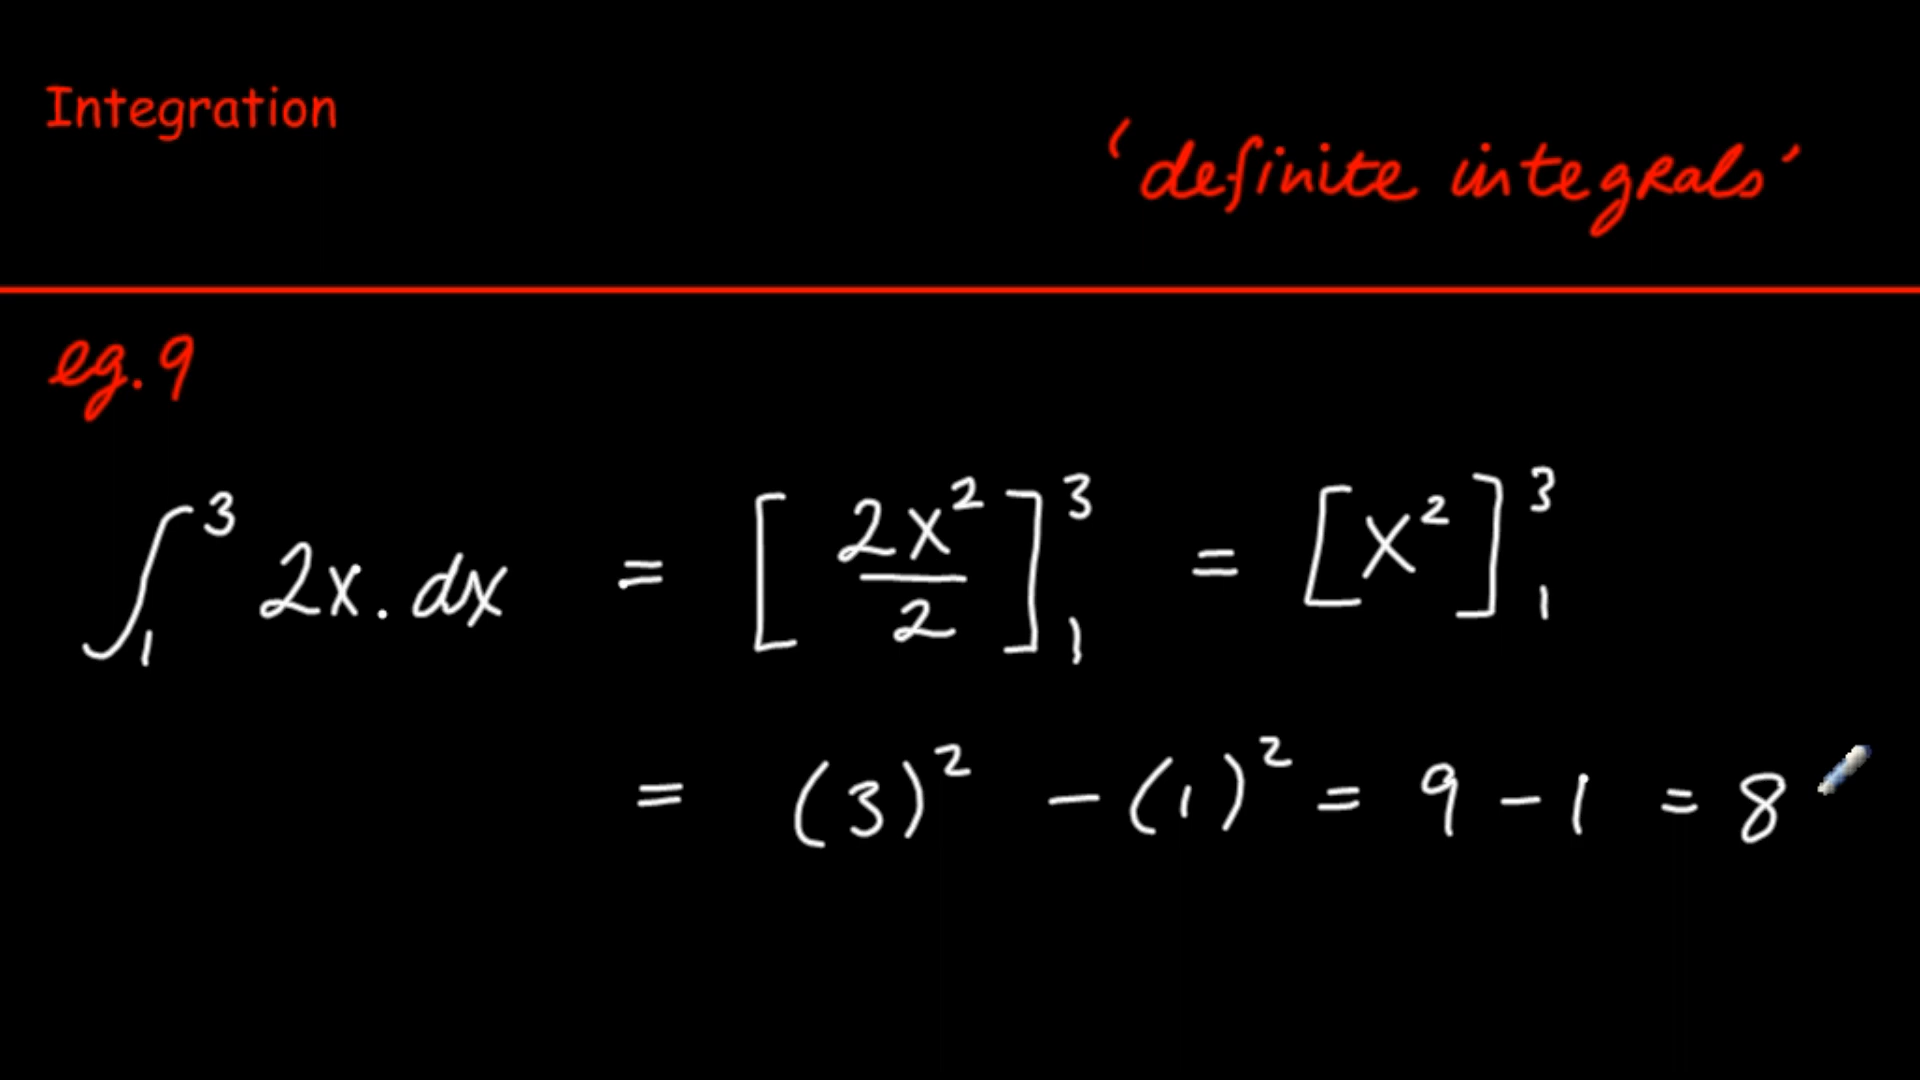 Integration
'definite integrals'
eg. 9
∫₁³ 2x . dx = [2x²/2]₁³ = [x²]₁³
= (3)² - (1)² = 9 - 1 = 8